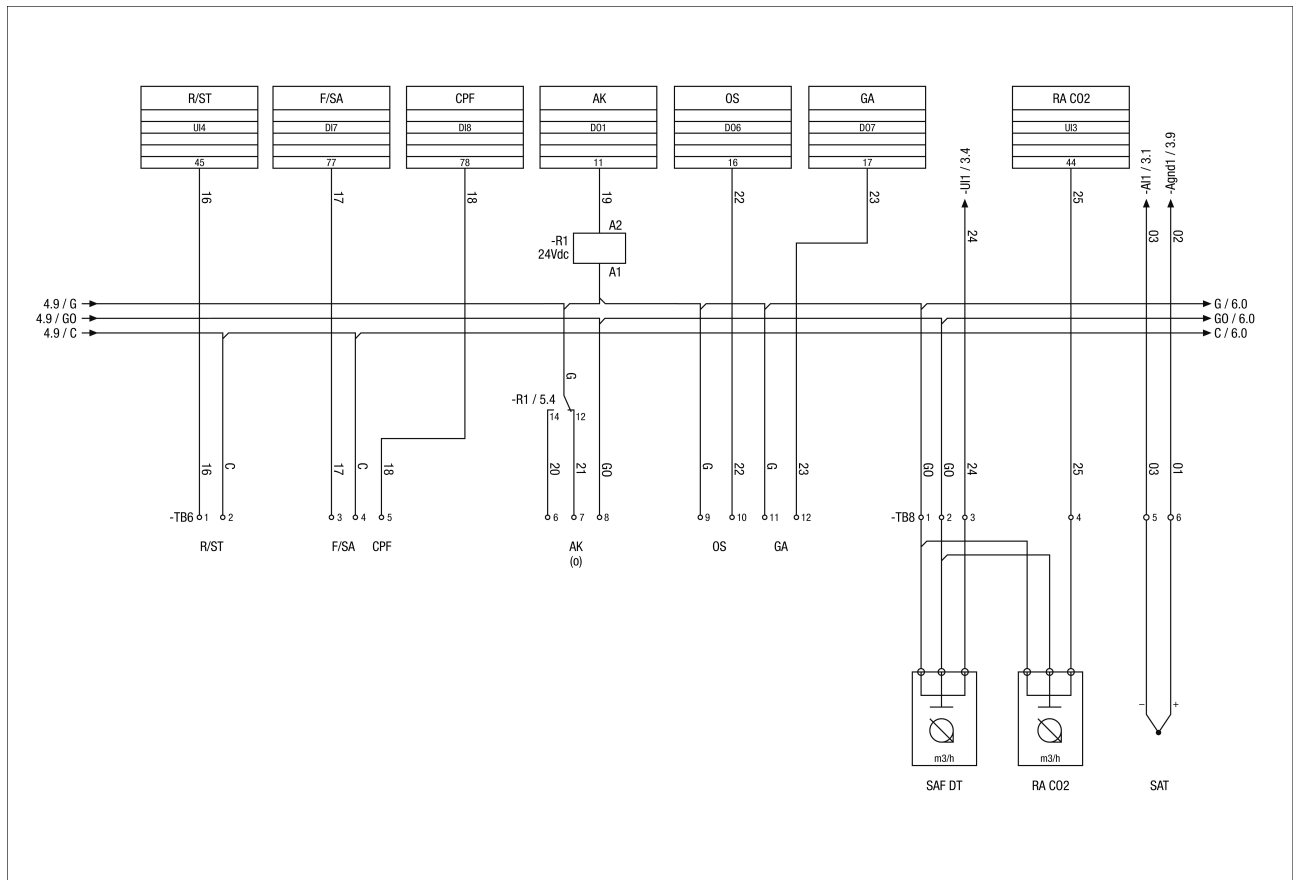 R/ST F/SA CPF AK OS GA RA CO2
UI4 DI7 DI8 DO1 DO6 DO7 UI3
45 77 78 11 16 17 44
-UI1 / 3.4
-AI1 / 3.1
-Agnd1 / 3.9
16 17 18 19 22 23 24 25 03 02
A2
-R1
24Vdc
A1
4.9 / G G / 6.0
4.9 / GO GO / 6.0
4.9 / C C / 6.0
G
-R1 / 5.4
14 12
16 C 17 C 18 20 21 GO G 22 G 23 GO GO 24 25 03 01
-TB6 1 2 3 4 5 6 7 8 9 10 11 12 -TB8 1 2 3 4 5 6
R/ST F/SA CPF AK OS GA
(o)
– +
m3/h m3/h
SAF DT RA CO2 SAT